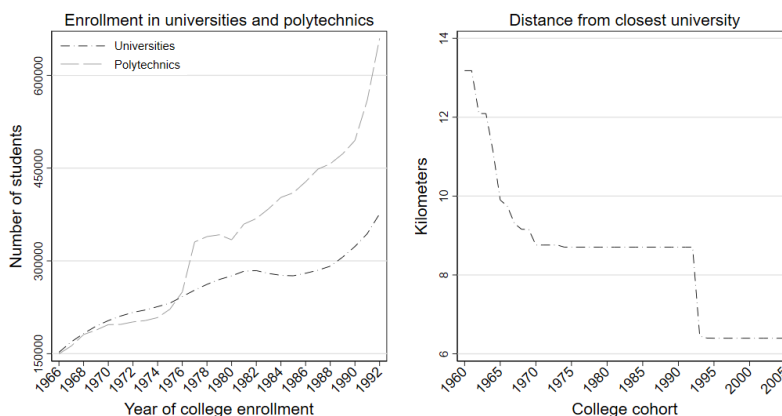 Enrollment in universities and polytechnics
Universities
Polytechnics
Number of students
150000 300000 450000 600000
1966 1968 1970 1972 1974 1976 1978 1980 1982 1984 1986 1988 1990 1992
Year of college enrollment
Distance from closest university
Kilometers
14
12
10
8
6
1960 1965 1970 1975 1980 1985 1990 1995 2000 2005
College cohort